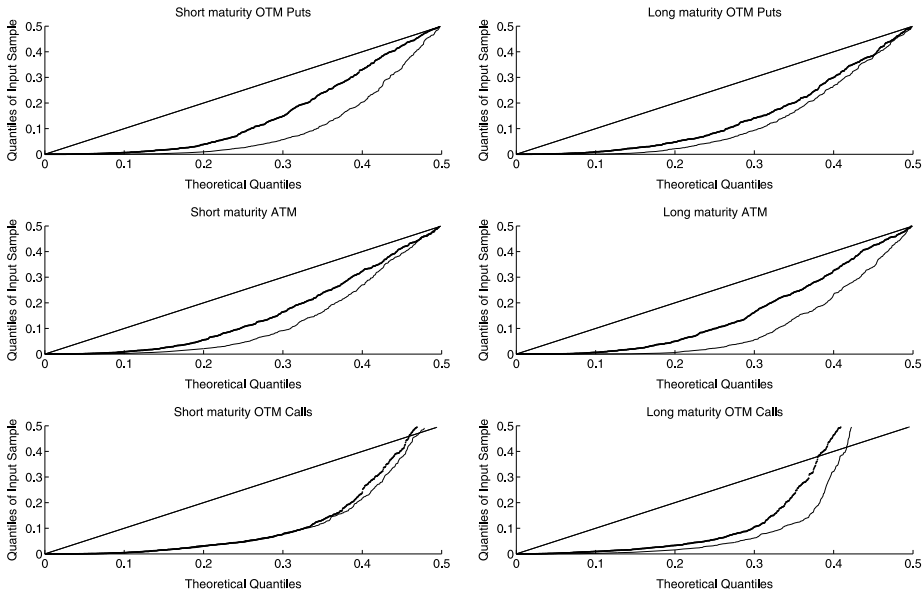 Short maturity OTM Puts
Quantiles of Input Sample
0.5
0.4
0.3
0.2
0.1
0
0 0.1 0.2 0.3 0.4 0.5
Theoretical Quantiles
Long maturity OTM Puts
Quantiles of Input Sample
0.5
0.4
0.3
0.2
0.1
0
0 0.1 0.2 0.3 0.4 0.5
Theoretical Quantiles
Short maturity ATM
Quantiles of Input Sample
0.5
0.4
0.3
0.2
0.1
0
0 0.1 0.2 0.3 0.4 0.5
Theoretical Quantiles
Long maturity ATM
Quantiles of Input Sample
0.5
0.4
0.3
0.2
0.1
0
0 0.1 0.2 0.3 0.4 0.5
Theoretical Quantiles
Short maturity OTM Calls
Quantiles of Input Sample
0.5
0.4
0.3
0.2
0.1
0
0 0.1 0.2 0.3 0.4 0.5
Theoretical Quantiles
Long maturity OTM Calls
Quantiles of Input Sample
0.5
0.4
0.3
0.2
0.1
0
0 0.1 0.2 0.3 0.4 0.5
Theoretical Quantiles